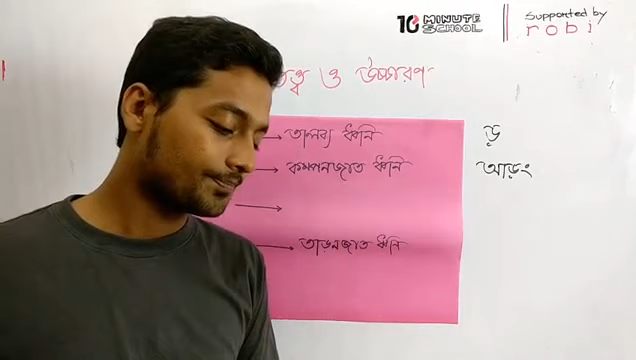 10 MINUTE SCHOOL
Supported by
robi
ও উচ্চারণ
তালব্য ধ্বনি
ড়
কম্পনজাত ধ্বনি
আড়ং
তাড়নজাত ধ্বনি